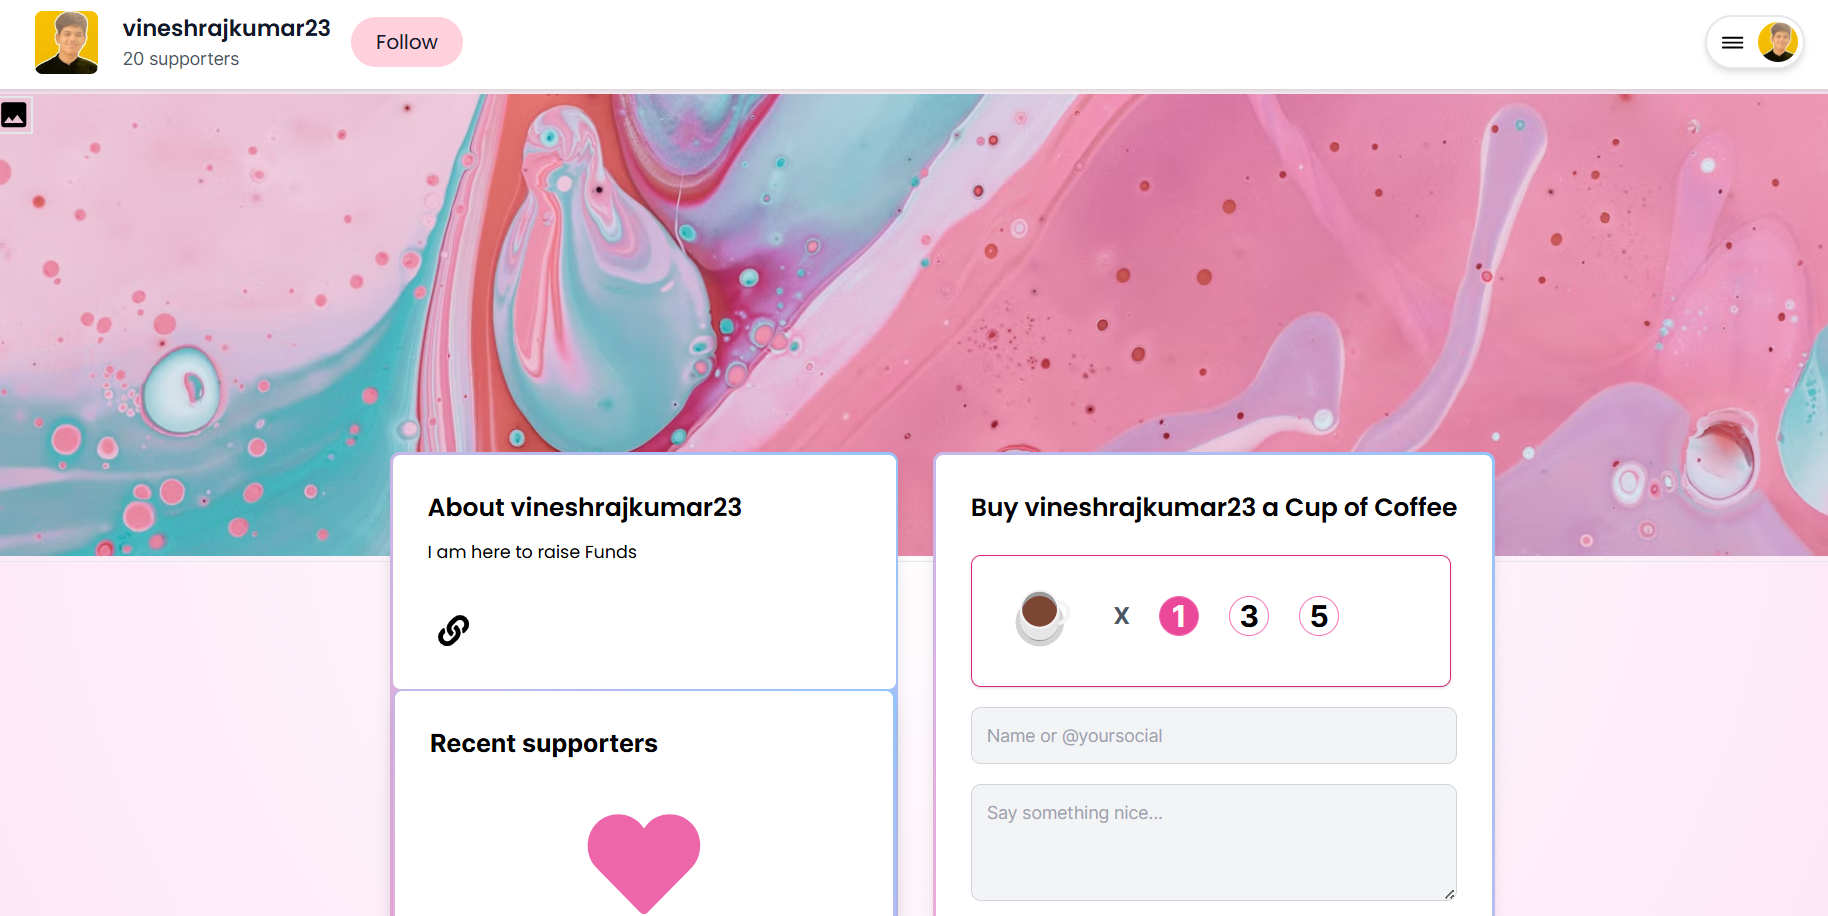 vineshrajkumar23
20 supporters
Follow
About vineshrajkumar23
I am here to raise Funds
Recent supporters
Buy vineshrajkumar23 a Cup of Coffee
X 1 3 5
Name or @yoursocial
Say something nice...